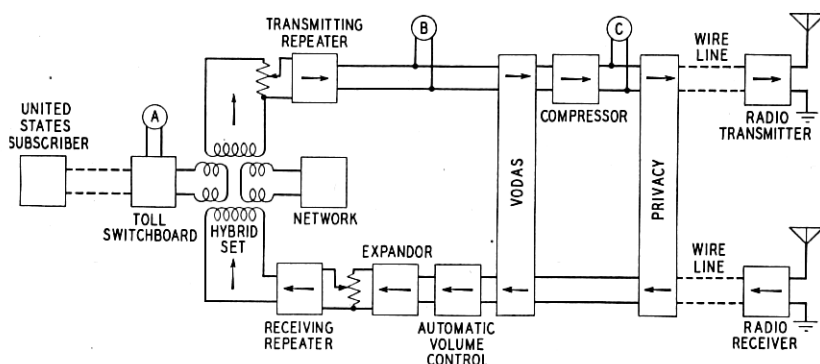 TRANSMITTING
REPEATER
B
C
WIRE
LINE
UNITED
STATES
SUBSCRIBER
A
COMPRESSOR
RADIO
TRANSMITTER
TOLL
SWITCHBOARD
HYBRID
SET
NETWORK
VODAS
PRIVACY
EXPANDOR
WIRE
LINE
RECEIVING
REPEATER
AUTOMATIC
VOLUME
CONTROL
RADIO
RECEIVER